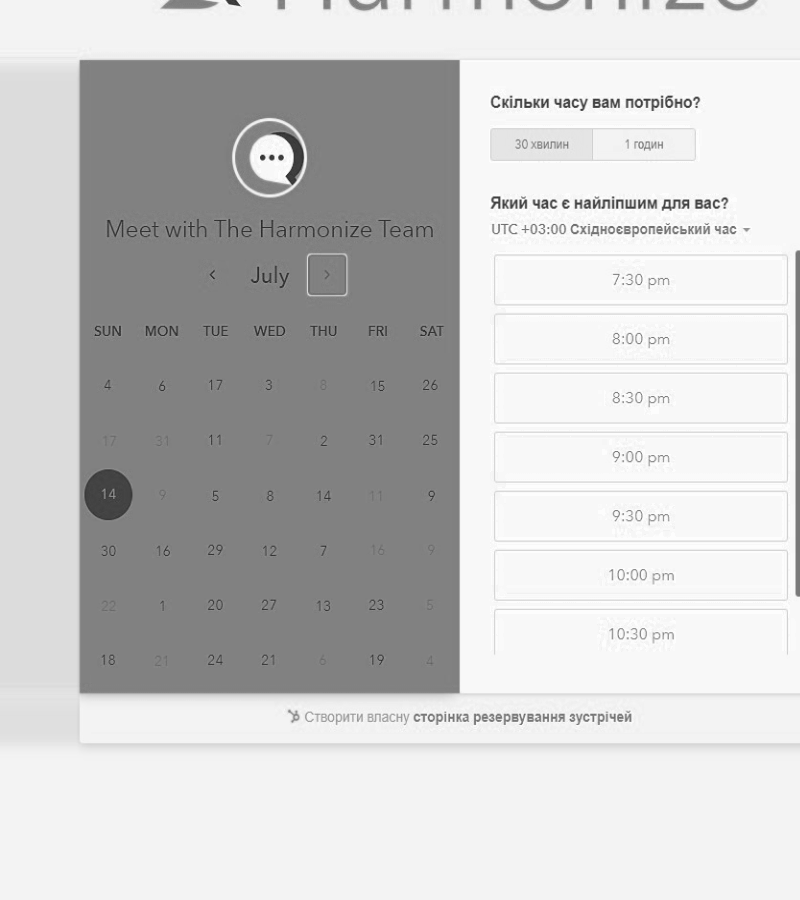 Harmonize
Meet with The Harmonize Team
July
SUN MON TUE WED THU FRI SAT
4 6 17 3 8 15 26
17 31 11 7 2 31 25
14 9 5 8 14 11 9
30 16 29 12 7 16 9
22 1 20 27 13 23 5
18 21 24 21 6 19 4
Скільки часу вам потрібно?
30 хвилин 1 годин
Який час є найліпшим для вас?
UTC +03:00 Східноєвропейський час
7:30 pm
8:00 pm
8:30 pm
9:00 pm
9:30 pm
10:00 pm
10:30 pm
Створити власну сторінка резервування зустрічей